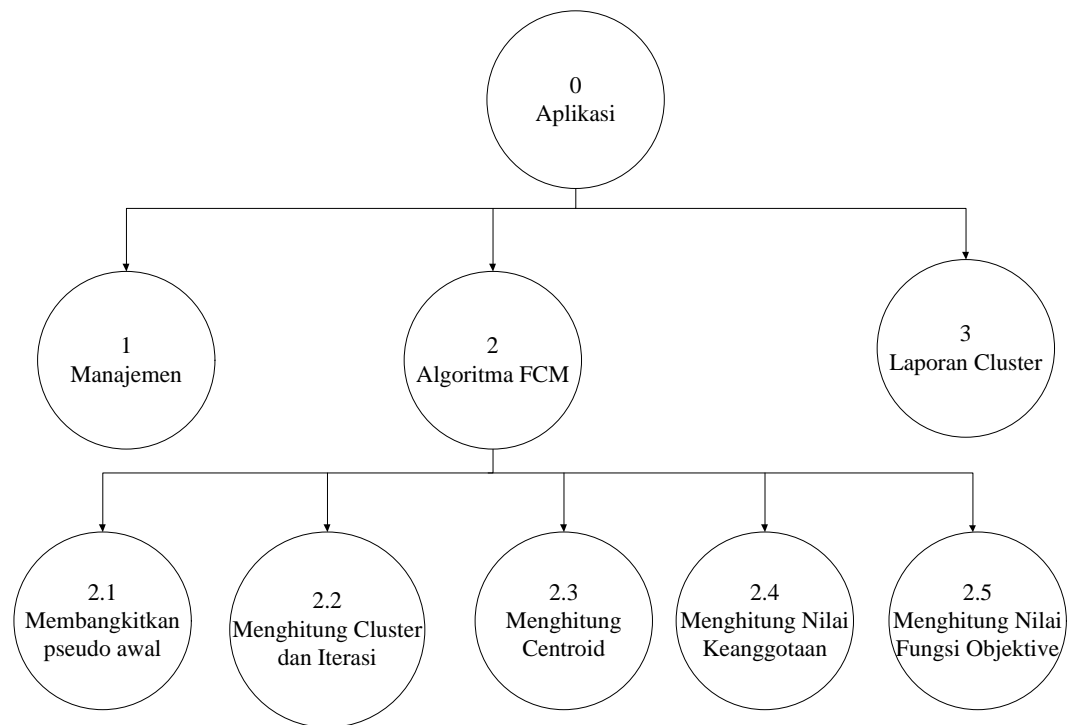 0
Aplikasi
1
Manajemen
2
Algoritma FCM
3
Laporan Cluster
2.1
Membangkitkan
pseudo awal
2.2
Menghitung Cluster
dan Iterasi
2.3
Menghitung
Centroid
2.4
Menghitung Nilai
Keanggotaan
2.5
Menghitung Nilai
Fungsi Objektive